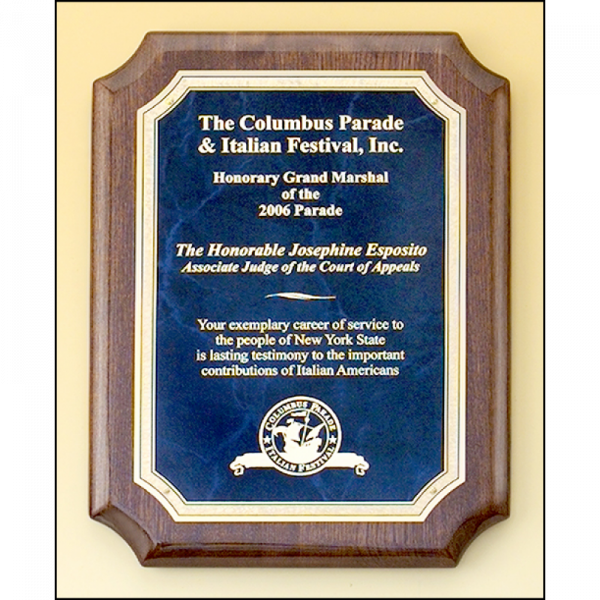 The Columbus Parade
& Italian Festival, Inc.
Honorary Grand Marshal
of the
2006 Parade
The Honorable Josephine Esposito
Associate Judge of the Court of Appeals
Your exemplary career of service to
the people of New York State
is lasting testimony to the important
contributions of Italian Americans
COLUMBUS PARADE
ITALIAN FESTIVAL